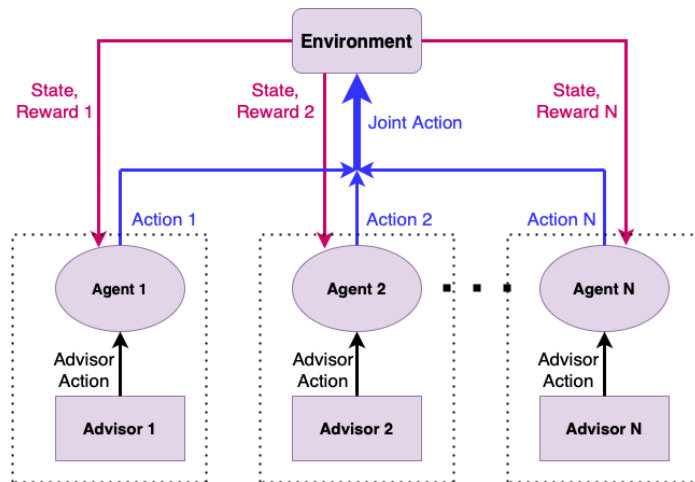 Environment
State,
Reward 1
State,
Reward 2
State,
Reward N
Joint Action
Action 1
Action 2
Action N
Agent 1
Agent 2
Agent N
Advisor
Action
Advisor
Action
Advisor
Action
Advisor 1
Advisor 2
Advisor N